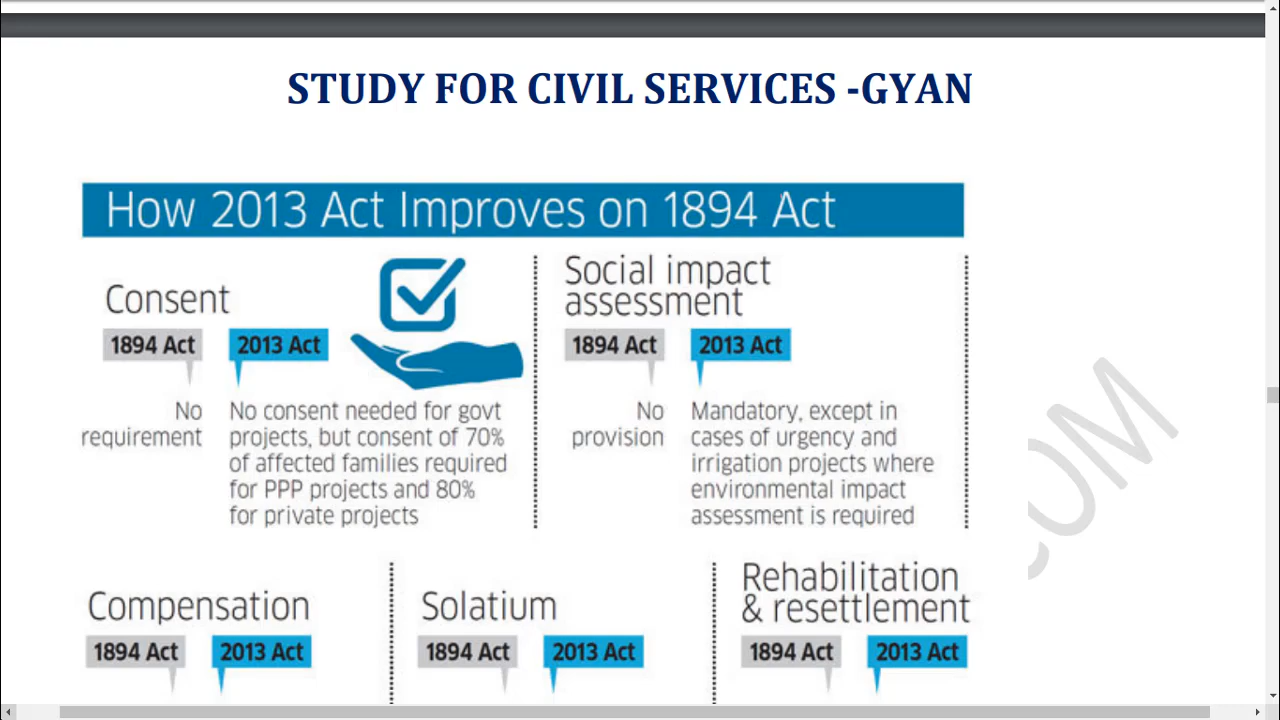 STUDY FOR CIVIL SERVICES -GYAN
How 2013 Act Improves on 1894 Act
Consent
1894 Act
2013 Act
No
requirement
No consent needed for govt
projects, but consent of 70%
of affected families required
for PPP projects and 80%
for private projects
Social impact
assessment
1894 Act
2013 Act
No
provision
Mandatory, except in
cases of urgency and
irrigation projects where
environmental impact
assessment is required
Compensation
1894 Act
2013 Act
Solatium
1894 Act
2013 Act
Rehabilitation
& resettlement
1894 Act
2013 Act